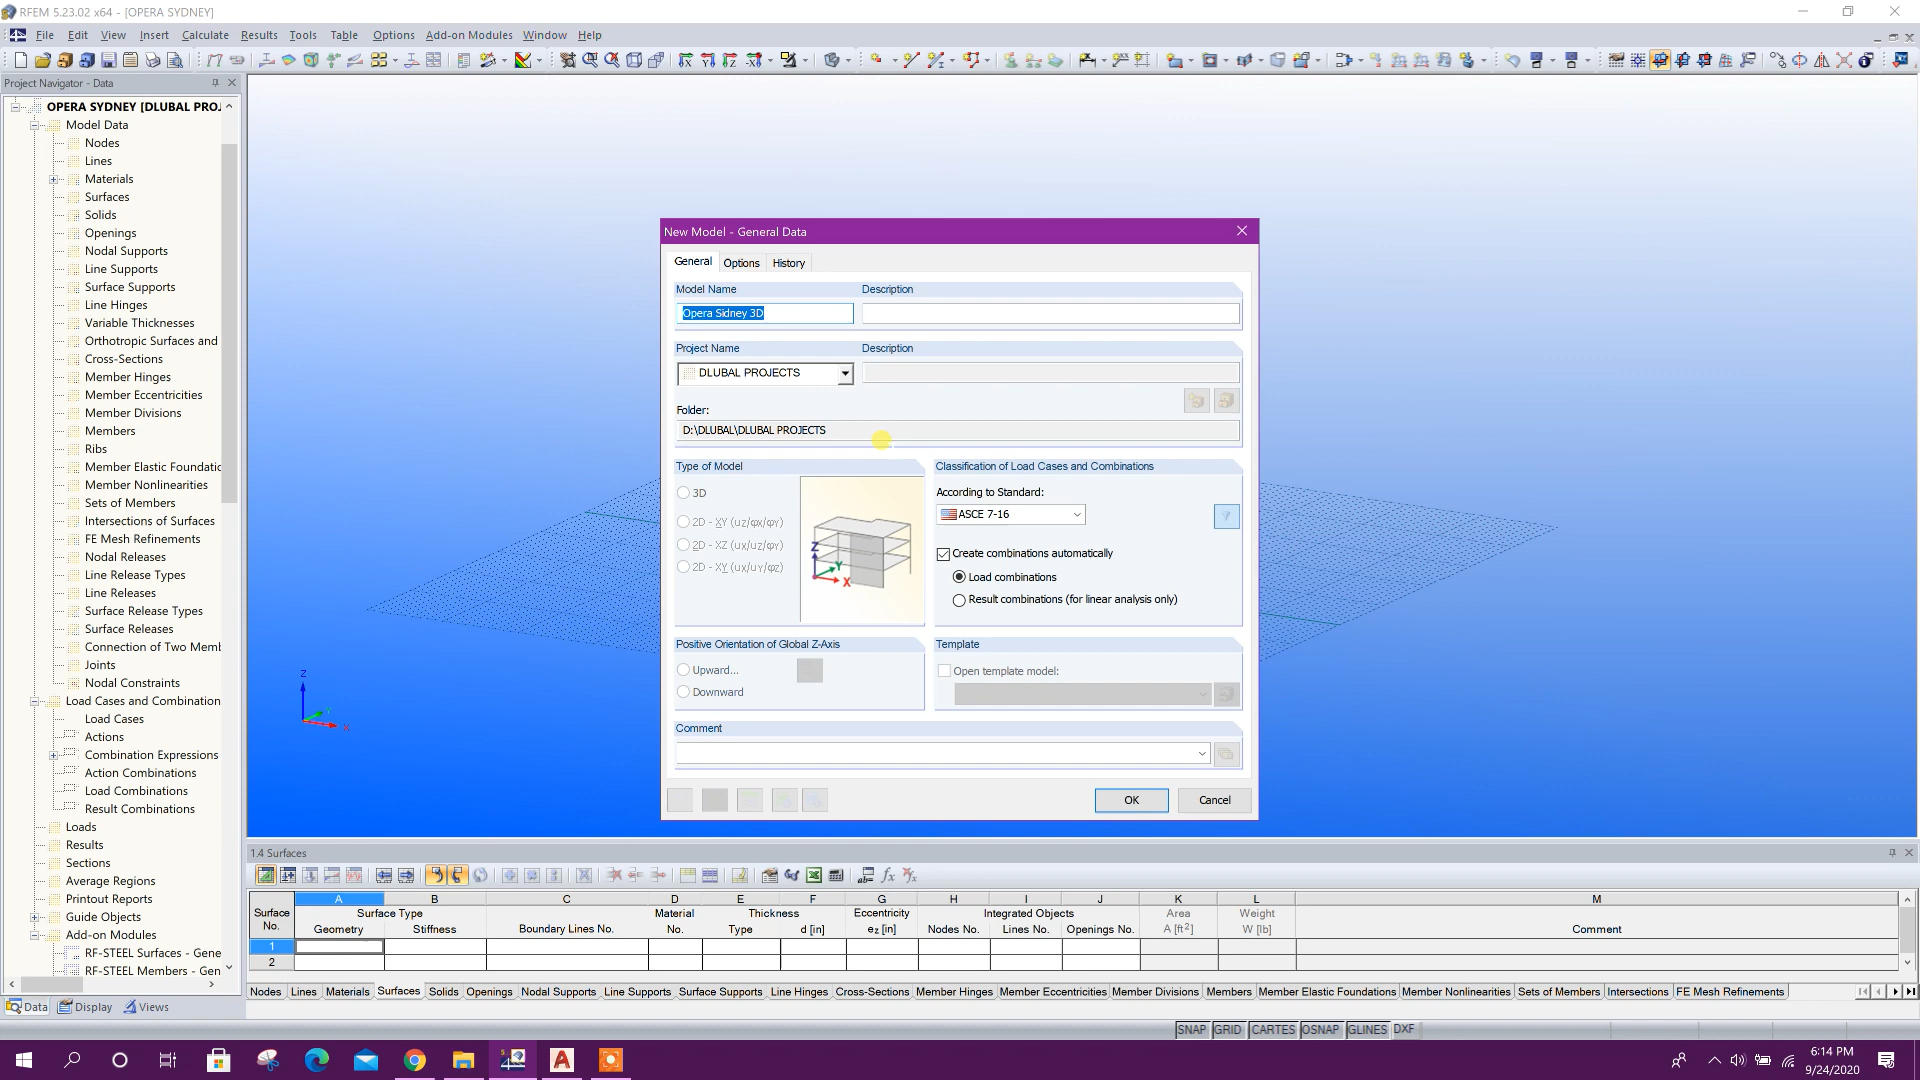 RFEM 5.23.02 x64 - [OPERA SYDNEY]
File Edit View Insert Calculate Results Tools Table Options Add-on Modules Window Help
Project Navigator - Data
OPERA SYDNEY [DLUBAL PROJ
Model Data
Nodes
Lines
Materials
Surfaces
Solids
Openings
Nodal Supports
Line Supports
Surface Supports
Line Hinges
Variable Thicknesses
Orthotropic Surfaces and
Cross-Sections
Member Hinges
Member Eccentricities
Member Divisions
Members
Ribs
Member Elastic Foundatic
Member Nonlinearities
Sets of Members
Intersections of Surfaces
FE Mesh Refinements
Nodal Releases
Line Release Types
Line Releases
Surface Release Types
Surface Releases
Connection of Two Memb
Joints
Nodal Constraints
Load Cases and Combination
Load Cases
Actions
Combination Expressions
Action Combinations
Load Combinations
Result Combinations
Loads
Results
Sections
Average Regions
Printout Reports
Guide Objects
Add-on Modules
RF-STEEL Surfaces - Gene
RF-STEEL Members - Gen
Data Display Views
Z
X
New Model - General Data
General Options History
Model Name Description
Opera Sidney 3D
Project Name Description
DLUBAL PROJECTS
Folder:
D:\DLUBAL\DLUBAL PROJECTS
Type of Model
3D
2D - XY (uz/φx/φY)
2D - XZ (ux/uz/φY)
2D - XY (ux/uY/φz)
Z
Y
X
Classification of Load Cases and Combinations
According to Standard:
ASCE 7-16
Create combinations automatically
Load combinations
Result combinations (for linear analysis only)
Positive Orientation of Global Z-Axis
Upward...
Downward
Template
Open template model:
Comment
OK Cancel
1.4 Surfaces
A B C D E F G H I J K L M
Surface No. Surface Type Material Thickness Eccentricity Integrated Objects Area Weight
Geometry Stiffness Boundary Lines No. No. Type d [in] ez [in] Nodes No. Lines No. Openings No. A [ft²] W [lb] Comment
1
2
Nodes Lines Materials Surfaces Solids Openings Nodal Supports Line Supports Surface Supports Line Hinges Cross-Sections Member Hinges Member Eccentricities Member Divisions Members Member Elastic Foundations Member Nonlinearities Sets of Members Intersections FE Mesh Refinements
SNAP GRID CARTES OSNAP GLINES DXF
6:14 PM
9/24/2020